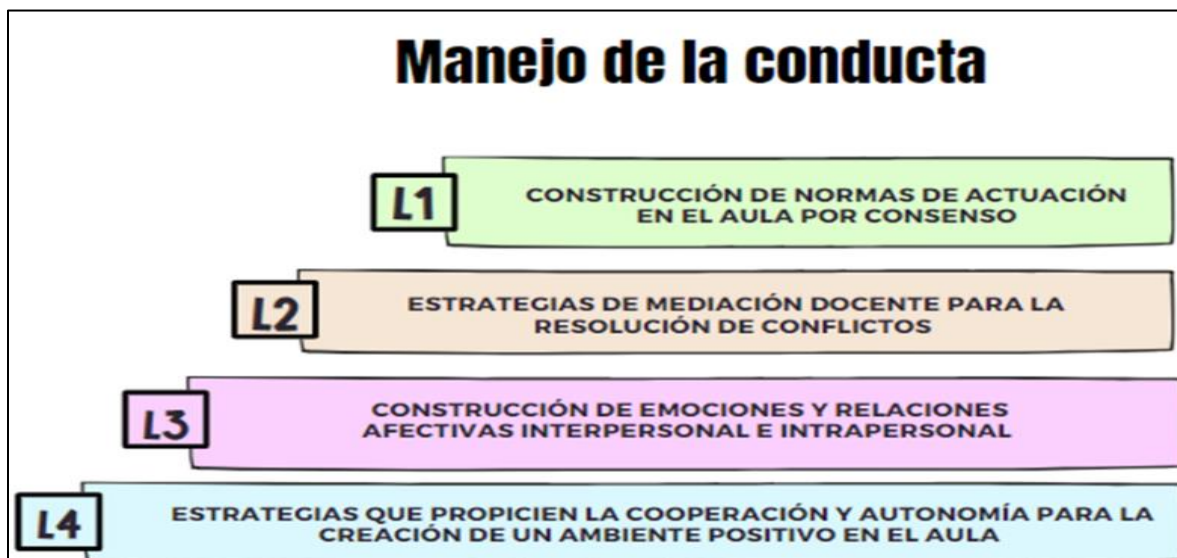 Manejo de la conducta
L1
CONSTRUCCIÓN DE NORMAS DE ACTUACIÓN
EN EL AULA POR CONSENSO
L2
ESTRATEGIAS DE MEDIACIÓN DOCENTE PARA LA
RESOLUCIÓN DE CONFLICTOS
L3
CONSTRUCCIÓN DE EMOCIONES Y RELACIONES
AFECTIVAS INTERPERSONAL E INTRAPERSONAL
L4
ESTRATEGIAS QUE PROPICIEN LA COOPERACIÓN Y AUTONOMÍA PARA LA
CREACIÓN DE UN AMBIENTE POSITIVO EN EL AULA